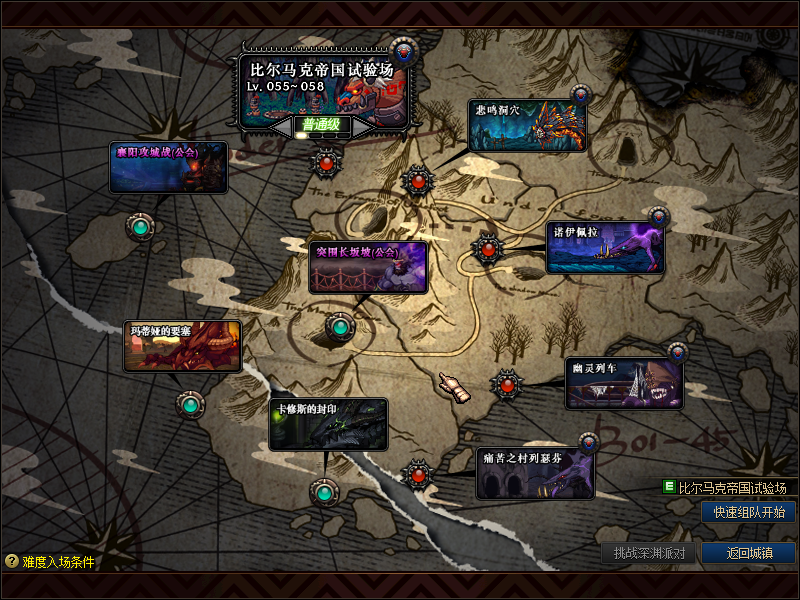 比尔马克帝国试验场
Lv. 055~058
普通级
悲鸣洞穴
襄阳攻城战(公会)
诺伊佩拉
突围长坂坡(公会)
玛蒂娅的要塞
幽灵列车
卡修斯的封印
痛苦之村列瑟芬
Boi-45
E 比尔马克帝国试验场
快速组队开始
? 难度入场条件
挑战深渊派对
返回城镇